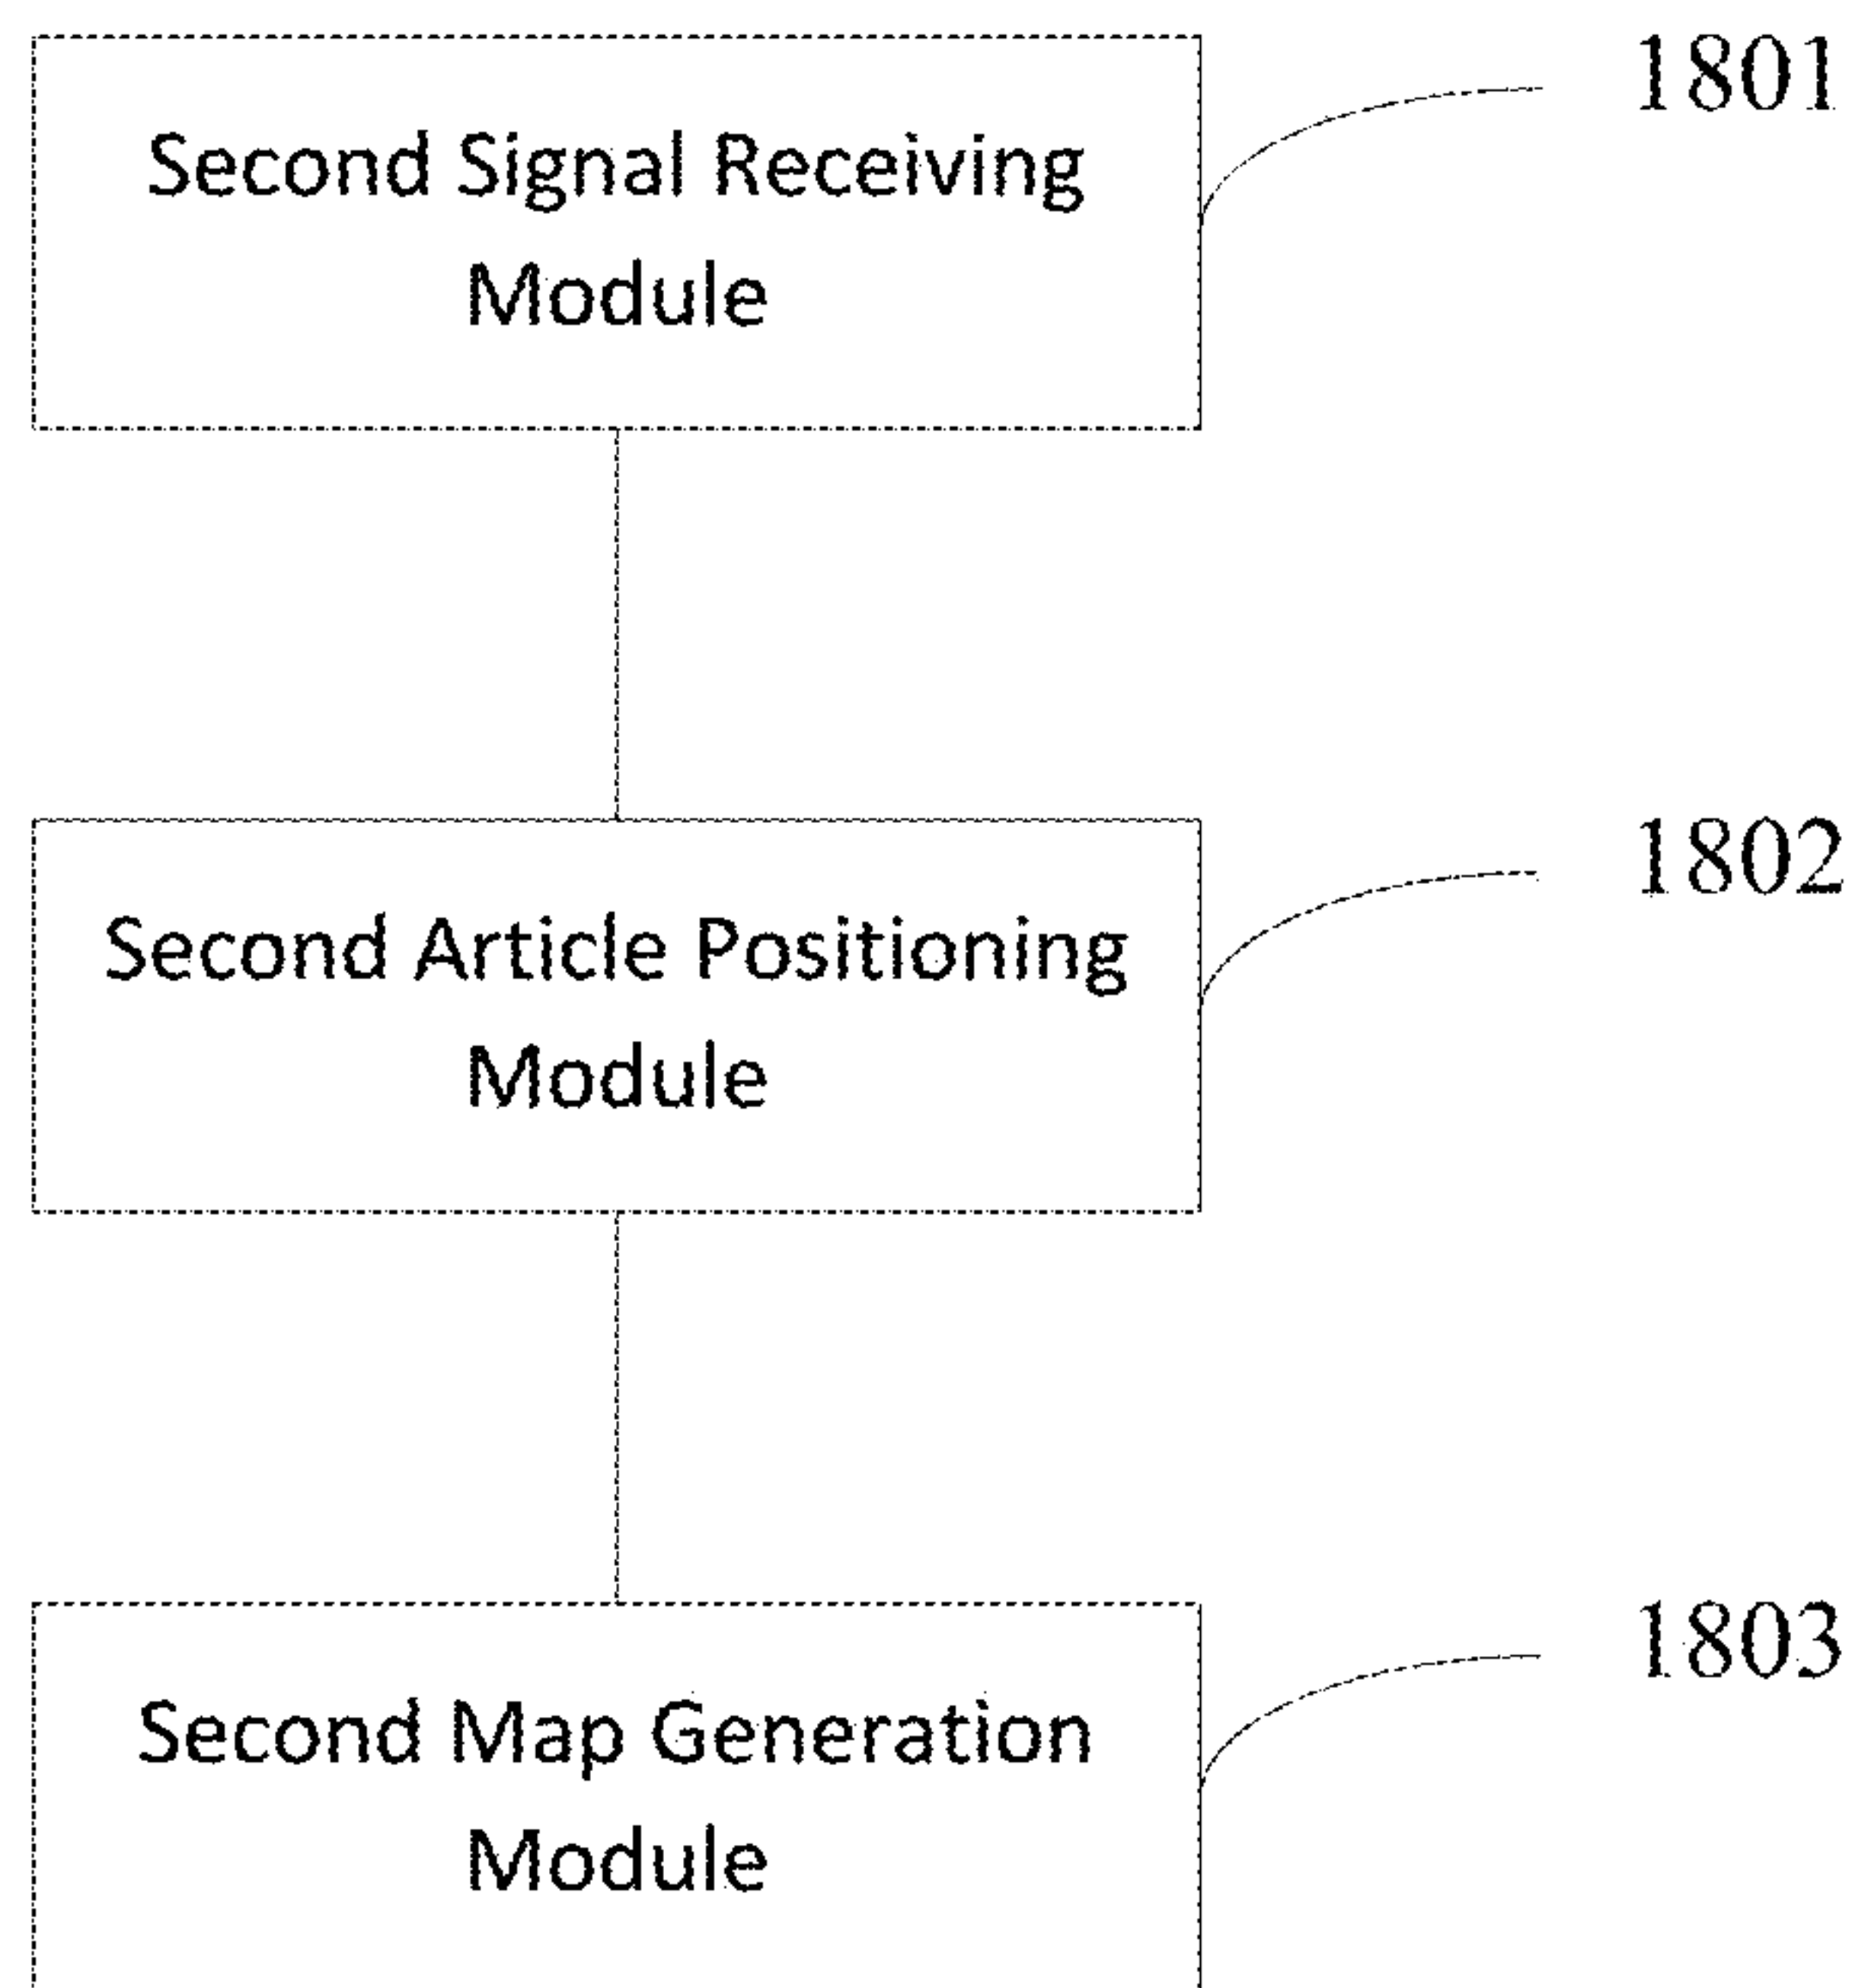 1801
Second Signal Receiving
Module
1802
Second Article Positioning
Module
1803
Second Map Generation
Module